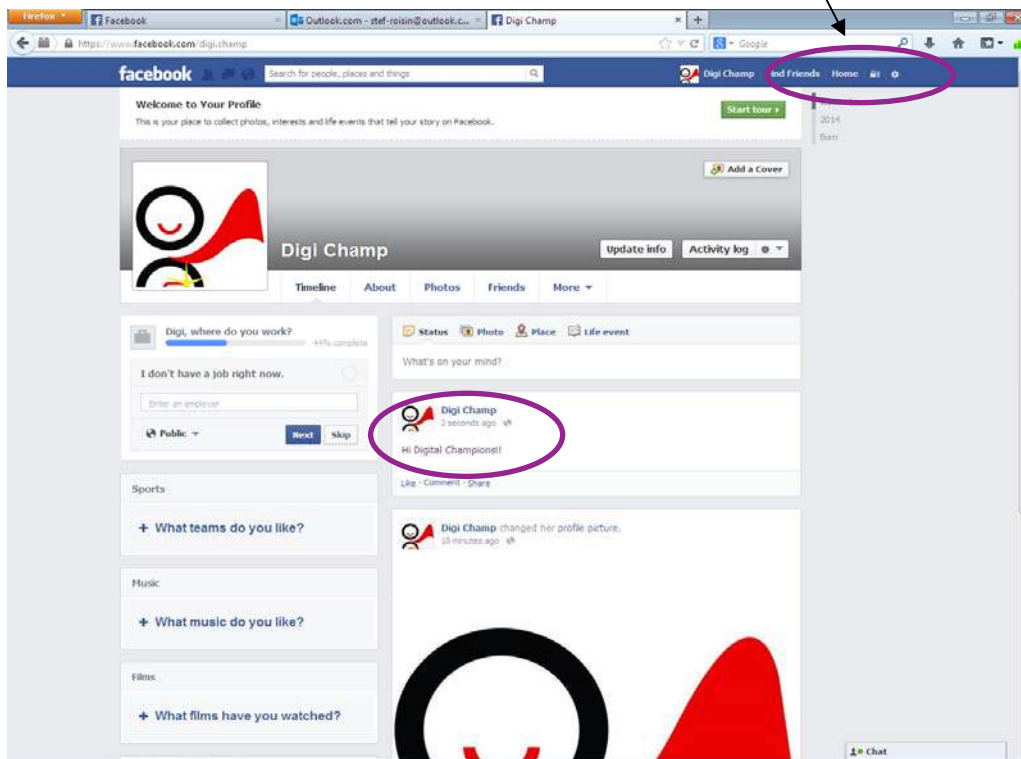 Firefox
Facebook
Outlook.com - stef-roisin@outlook.c...
Digi Champ
https://www.facebook.com/digi.champ
Google
facebook
Search for people, places and things
Digi Champ
ind Friends
Home
Welcome to Your Profile
This is your place to collect photos, interests and life events that tell your story on Facebook.
Start tour
2014
Born
Add a Cover
Digi Champ
Update info
Activity log
Timeline
About
Photos
Friends
More
Digi, where do you work?
44% complete
I don't have a job right now.
Enter an employer
Public
Next
Skip
Status
Photo
Place
Life event
What's on your mind?
Digi Champ
2 seconds ago
Hi Digital Champions!!
Like · Comment · Share
Sports
+ What teams do you like?
Digi Champ changed her profile picture.
15 minutes ago
Music
+ What music do you like?
Films
+ What films have you watched?
Chat